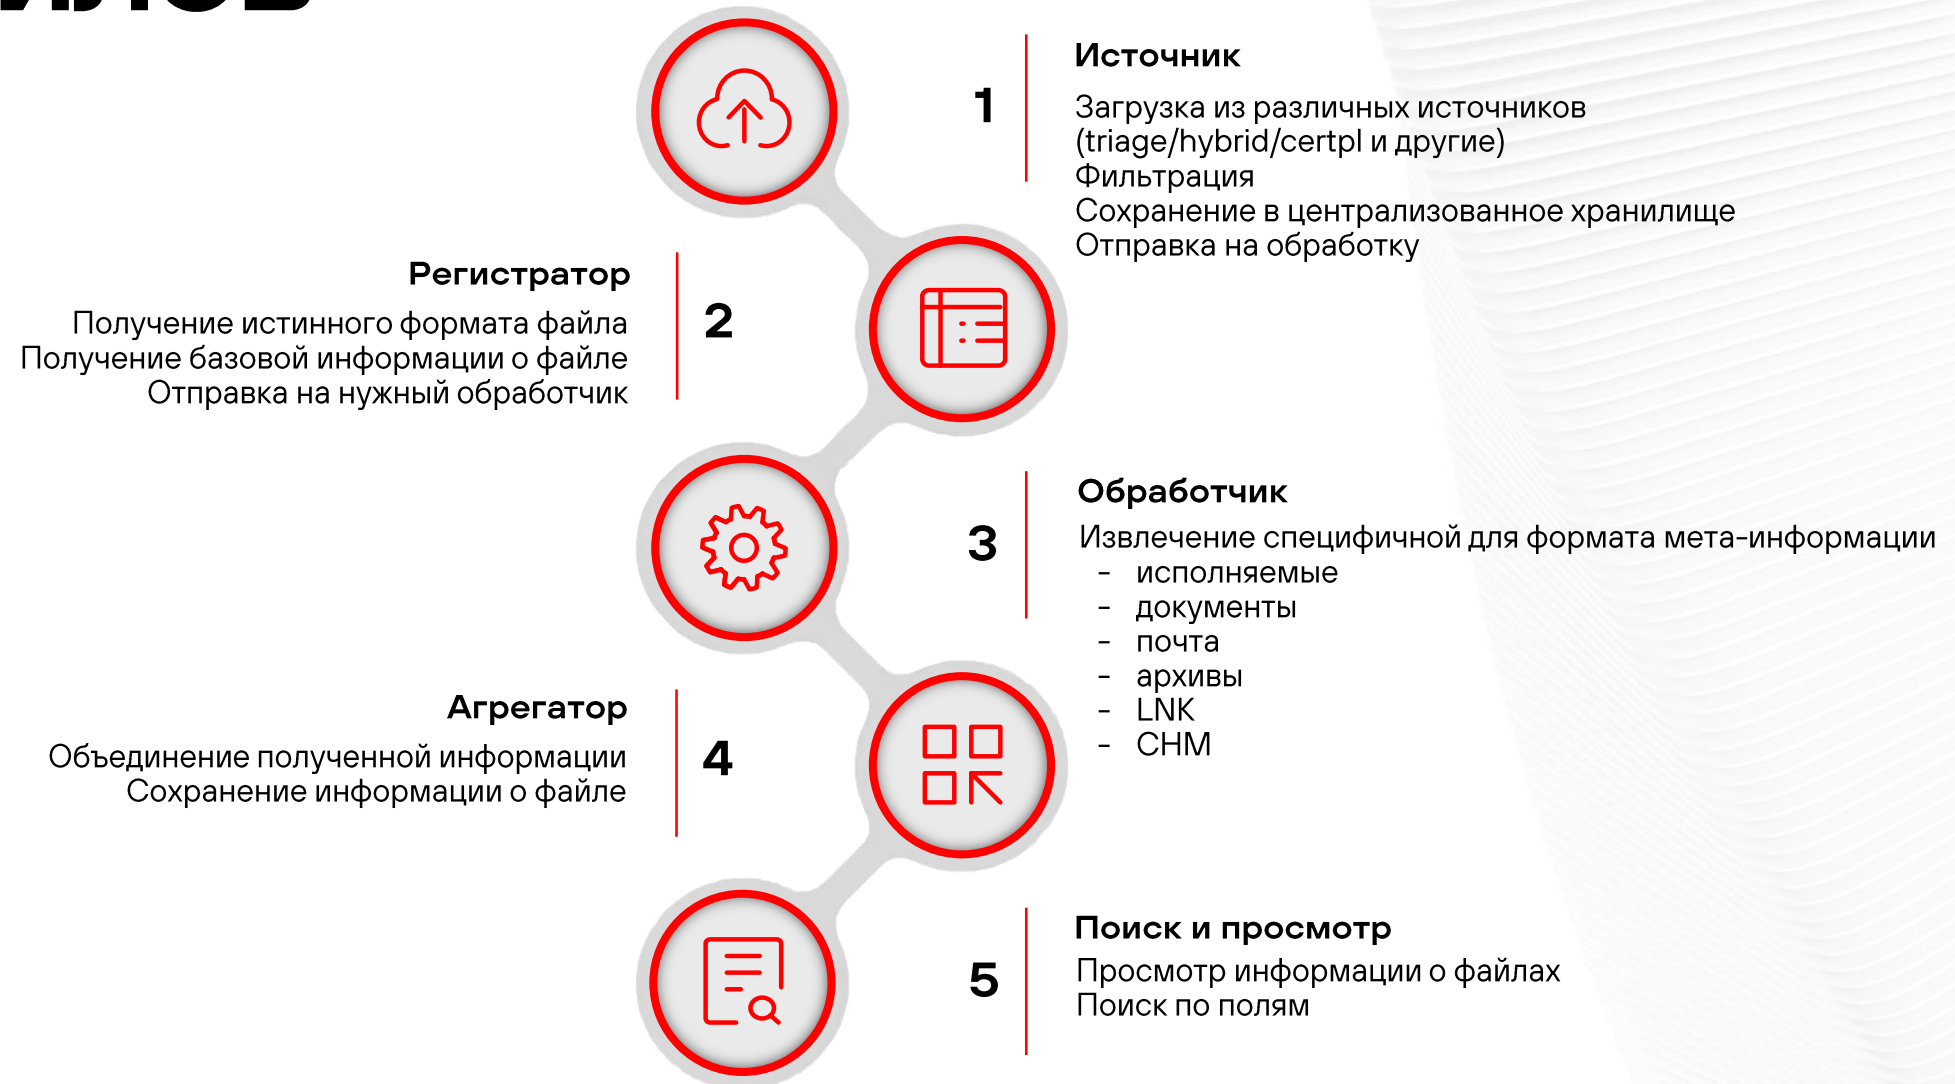 1
Источник
Загрузка из различных источников
(triage/hybrid/certpl и другие)
Фильтрация
Сохранение в централизованное хранилище
Отправка на обработку
Регистратор
Получение истинного формата файла
Получение базовой информации о файле
Отправка на нужный обработчик
2
3
Обработчик
Извлечение специфичной для формата мета-информации
- исполняемые
- документы
- почта
- архивы
- LNK
- CHM
Агрегатор
Объединение полученной информации
Сохранение информации о файле
4
5
Поиск и просмотр
Просмотр информации о файлах
Поиск по полям